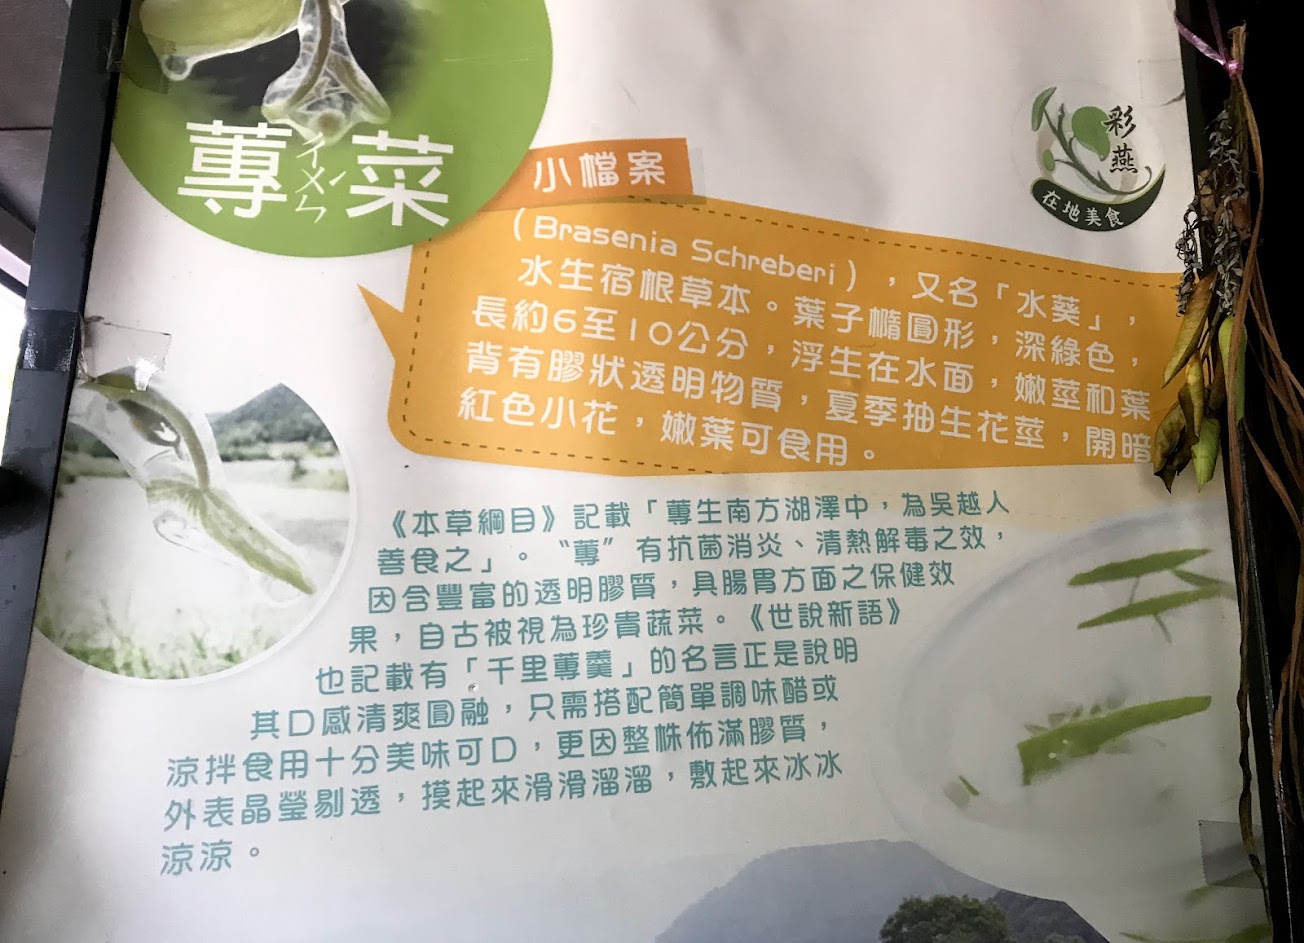 蓴ㄔㄨㄣˊ菜
小檔案
彩燕
在地美食
（Brasenia Schreberi），又名「水葵」，
水生宿根草本。葉子橢圓形，深綠色，
長約6至10公分，浮生在水面，嫩莖和葉
背有膠狀透明物質，夏季抽生花莖，開暗
紅色小花，嫩葉可食用。
《本草綱目》記載「蓴生南方湖澤中，為吳越人
善食之」。〝蓴〞有抗菌消炎、清熱解毒之效，
因含豐富的透明膠質，具腸胃方面之保健效
果，自古被視為珍貴蔬菜。《世說新語》
也記載有「千里蓴羹」的名言正是說明
其口感清爽圓融，只需搭配簡單調味醋或
涼拌食用十分美味可口，更因整株佈滿膠質，
外表晶瑩剔透，摸起來滑滑溜溜，敷起來冰冰
涼涼。